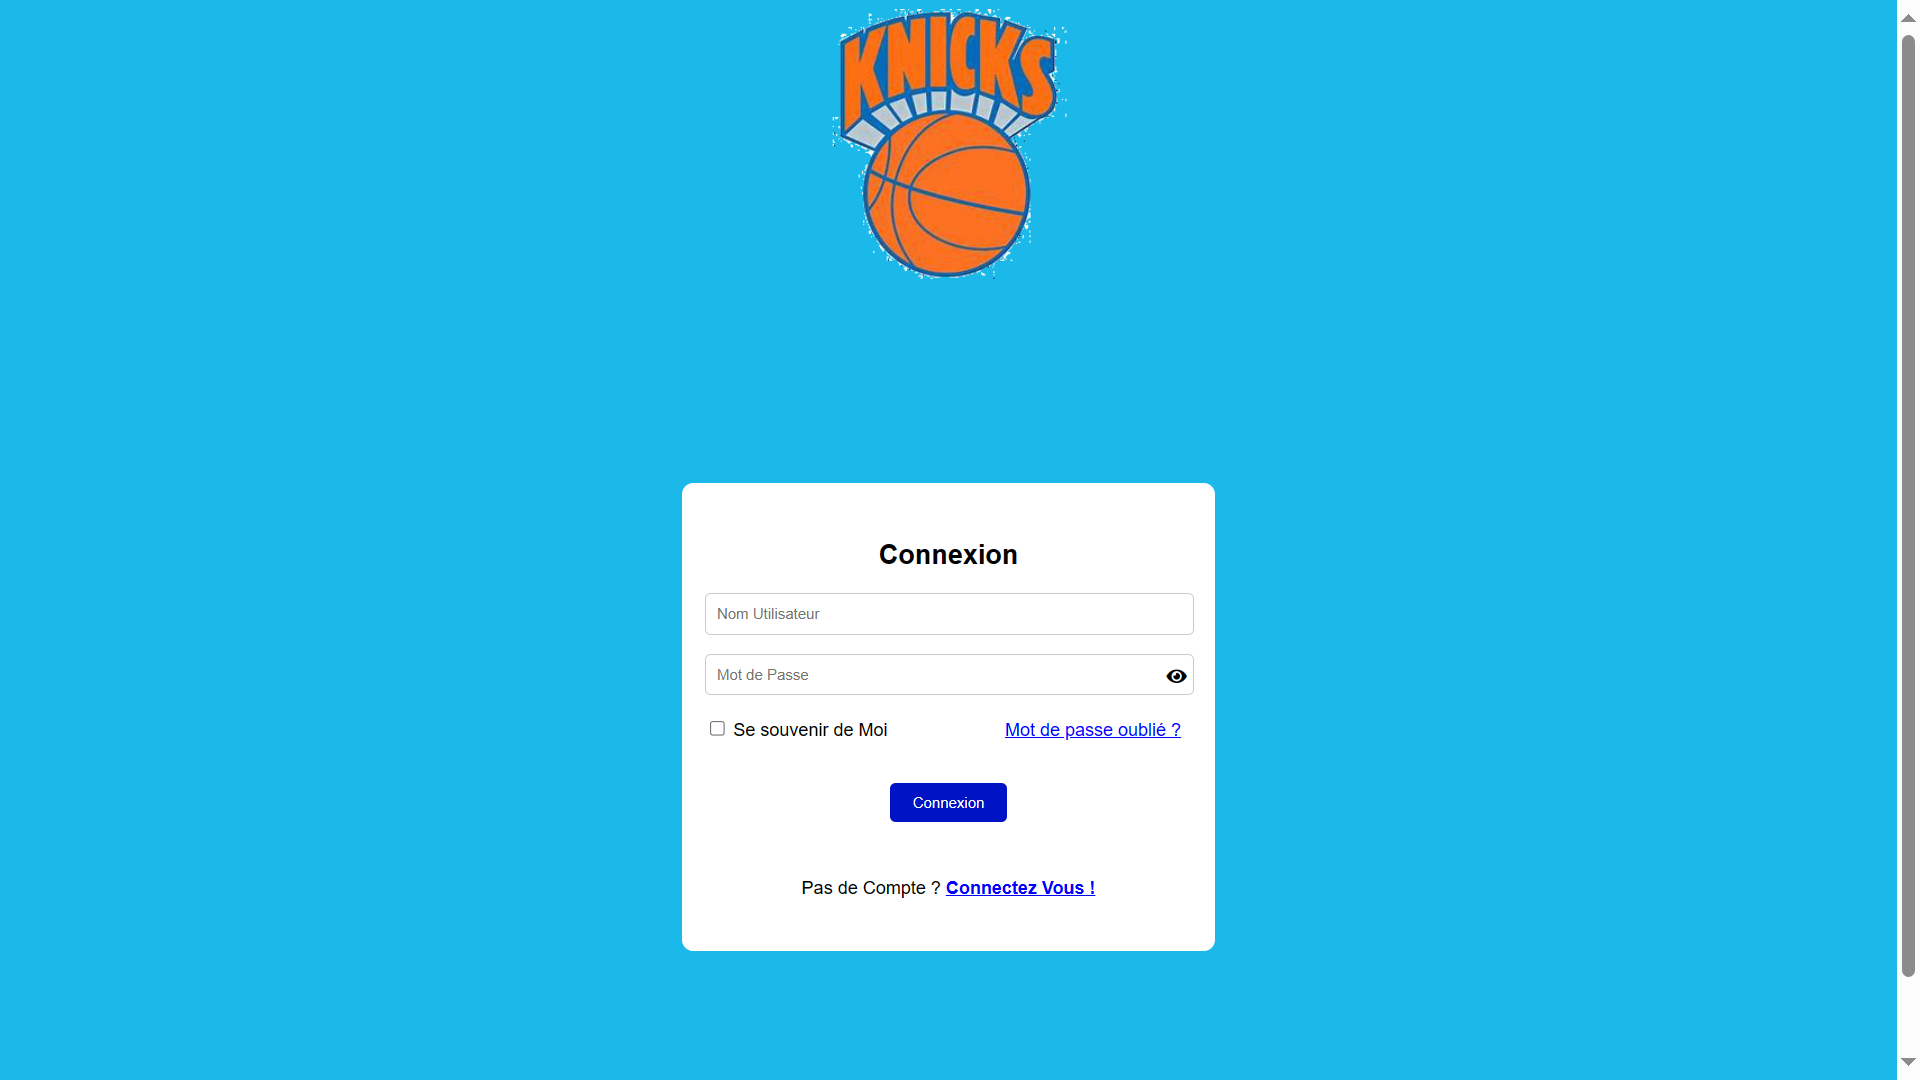 KNICKS
Connexion
Nom Utilisateur
Mot de Passe
Se souvenir de Moi
Mot de passe oublié ?
Connexion
Pas de Compte ? Connectez Vous !